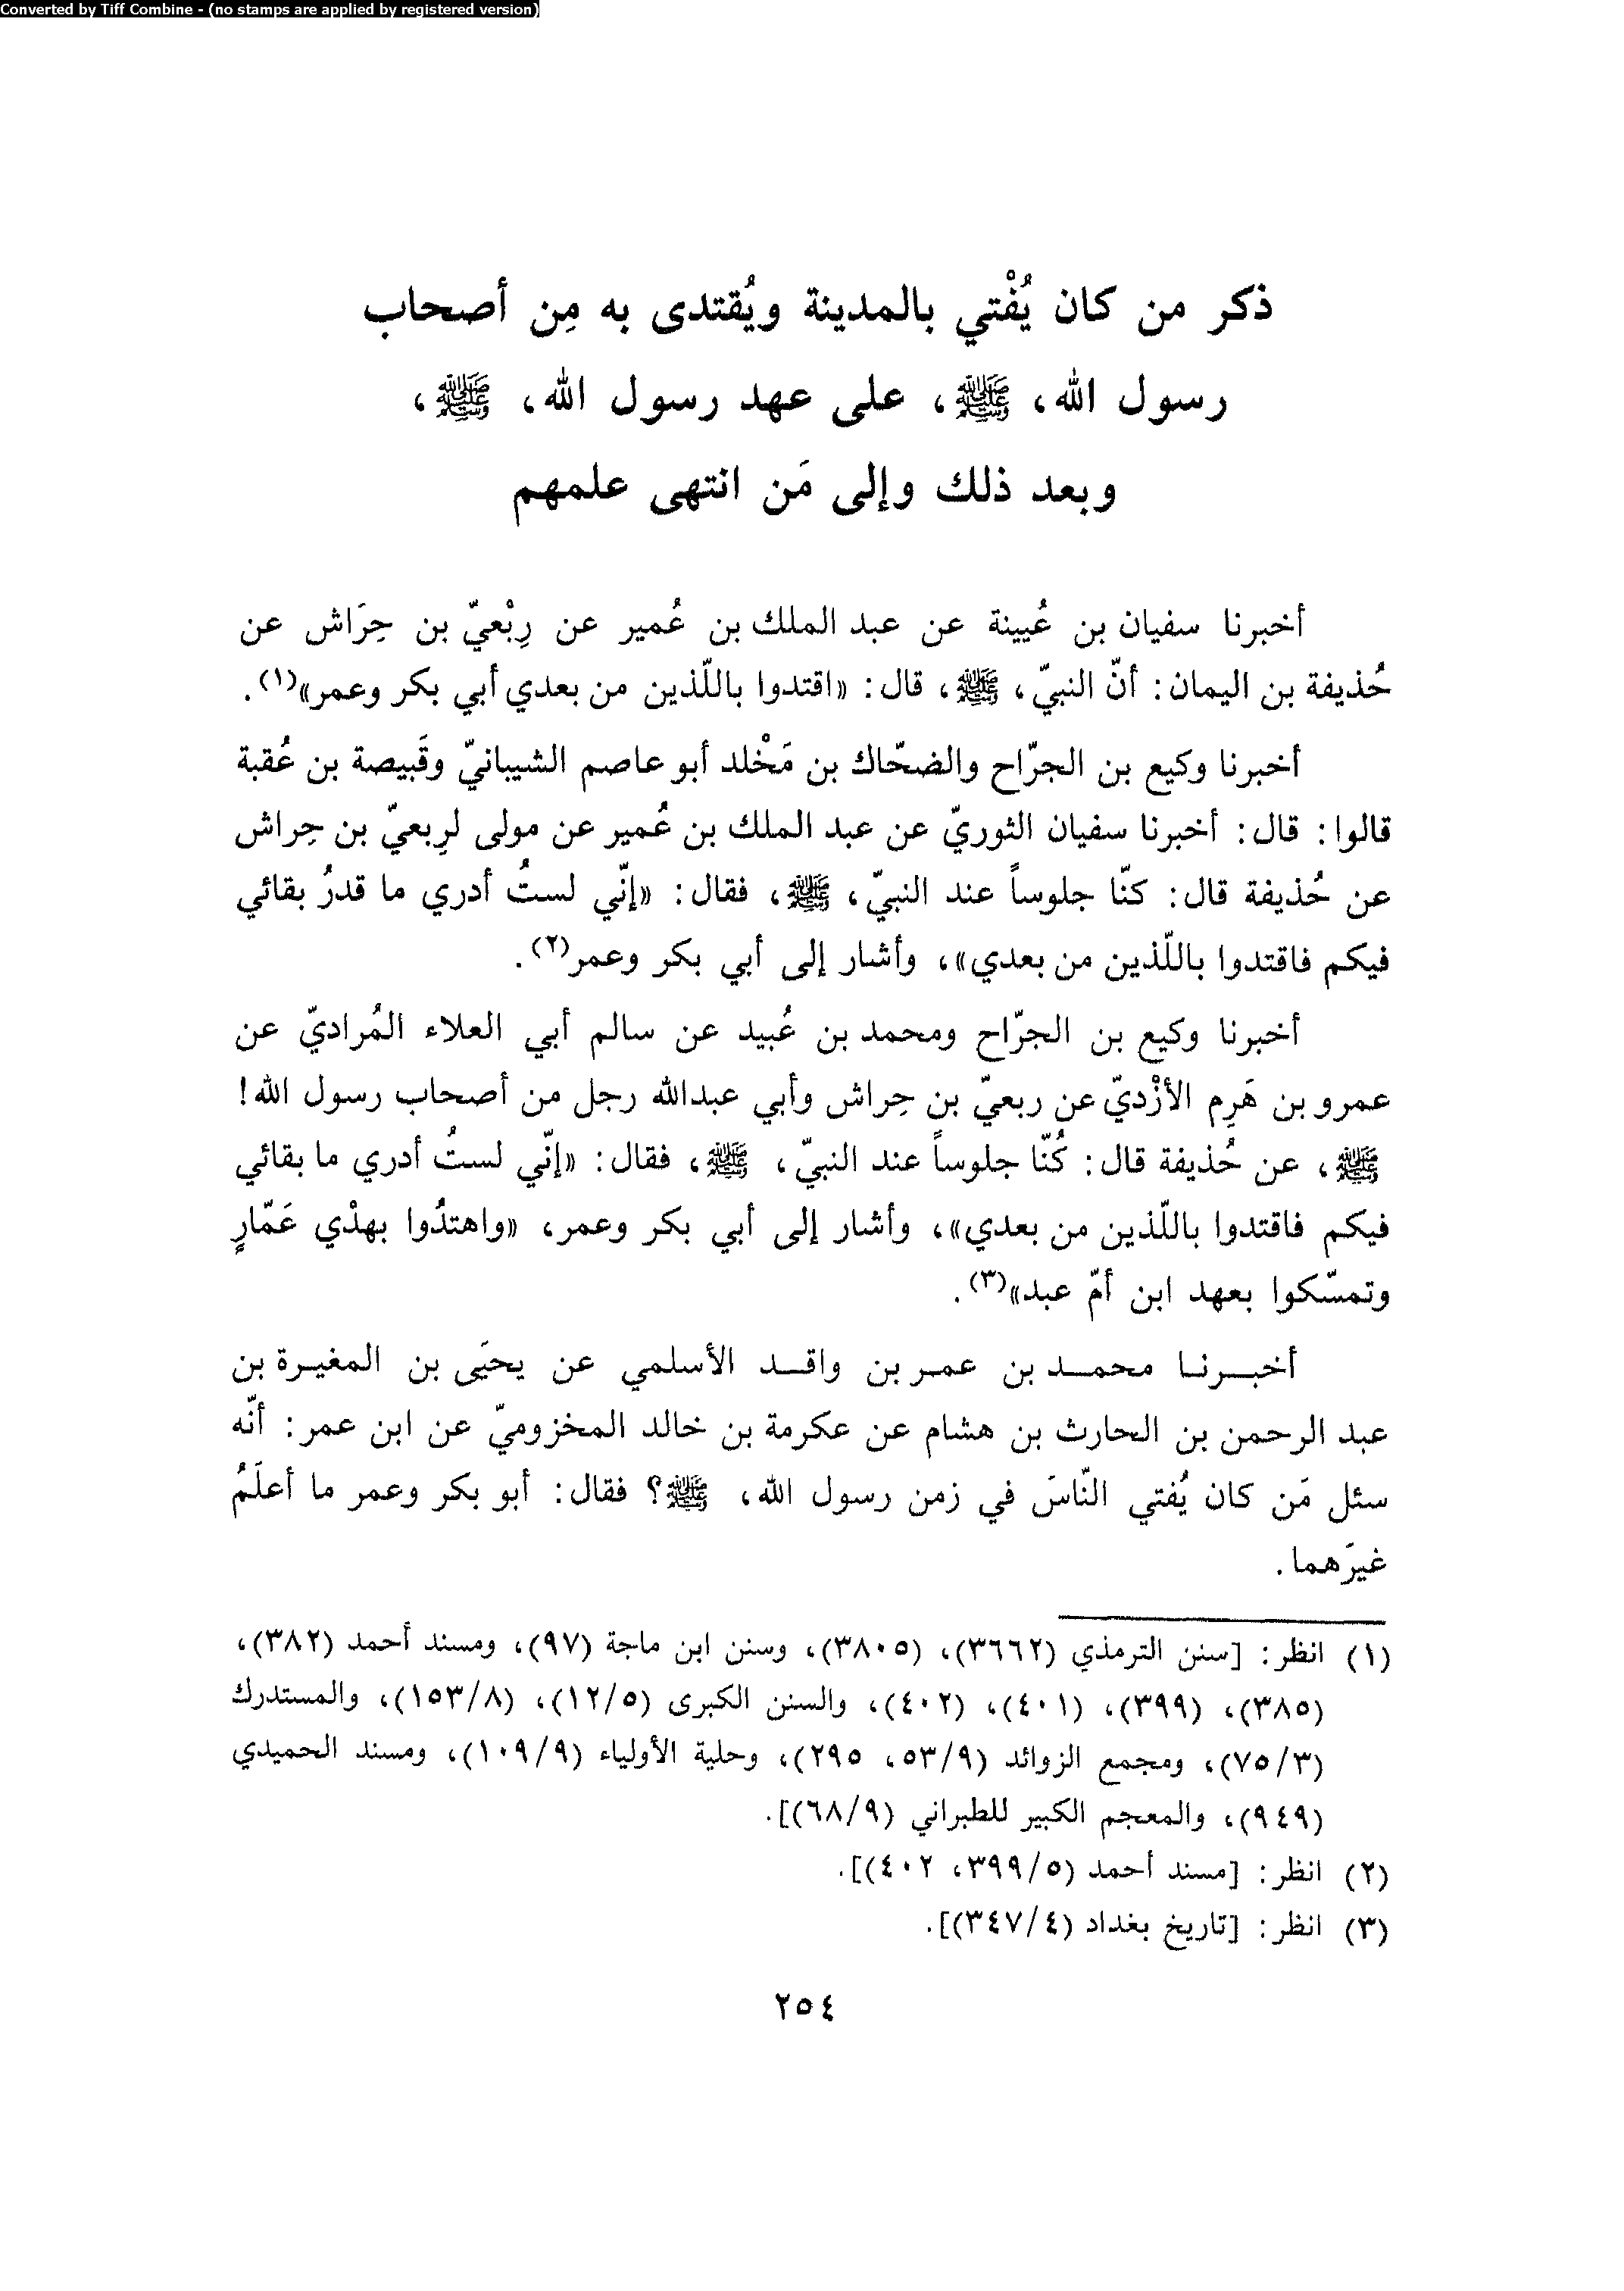 Converted by Tiff Combine - (no stamps are applied by registered version)
ذكر من كان يُفْتي بالمدينة ويُقتدى به مِن أصحاب
رسول الله، ﷺ، على عهد رسول الله، ﷺ،
وبعد ذلك وإلى مَن انتهى علمهم
أخبرنا سفيان بن عُيينة عن عبد الملك بن عُمير عن رِبْعيّ بن حِرَاش عن
حُذيفة بن اليمان: أنّ النبيّ، ﷺ، قال: «اقتدوا باللّذين من بعدي أبي بكر وعمر»(١).
أخبرنا وكيع بن الجرّاح والضحّاك بن مَخْلد أبو عاصم الشيبانيّ وقَبيصة بن عُقبة
قالوا: قال: أخبرنا سفيان الثوريّ عن عبد الملك بن عُمير عن مولى لرِبعيّ بن حِراش
عن حُذيفة قال: كنّا جلوساً عند النبيّ، ﷺ، فقال: «إنّي لستُ أدري ما قدرُ بقائي
فيكم فاقتدوا باللّذين من بعدي»، وأشار إلى أبي بكر وعمر(٢).
أخبرنا وكيع بن الجرّاح ومحمد بن عُبيد عن سالم أبي العلاء المُراديّ عن
عمرو بن هَرِم الأزْديّ عن ربعيّ بن حِراش وأبي عبدالله رجل من أصحاب رسول الله!
ﷺ، عن حُذيفة قال: كُنّا جلوساً عند النبيّ، ﷺ، فقال: «إنّي لستُ أدري ما بقائي
فيكم فاقتدوا باللّذين من بعدي»، وأشار إلى أبي بكر وعمر، «واهتدُوا بهدْي عَمّارٍ
وتمسّكوا بعهد ابن أمّ عبد»(٣).
أخبرنا محمد بن عمر بن واقد الأسلمي عن يحيَى بن المغيرة بن
عبد الرحمن بن الحارث بن هشام عن عكرمة بن خالد المخزوميّ عن ابن عمر: أنّه
سئل مَن كان يُفتي النّاسَ في زمن رسول الله، ﷺ؟ فقال: أبو بكر وعمر ما أعلَمُ
غيرَهما.
(١) انظر: [سنن الترمذي (٣٦٦٢)، (٣٨٠٥)، وسنن ابن ماجة (٩٧)، ومسند أحمد (٣٨٢)،
(٣٨٥)، (٣٩٩)، (٤٠١)، (٤٠٢)، والسنن الكبرى (١٢/٥)، (١٥٣/٨)، والمستدرك
(٧٥/٣)، ومجمع الزوائد (٥٣/٩، ٢٩٥)، وحلية الأولياء (١٠٩/٩)، ومسند الحميدي
(٩٤٩)، والمعجم الكبير للطبراني (٦٨/٩)].
(٢) انظر: [مسند أحمد (٣٩٩/٥، ٤٠٢)].
(٣) انظر: [تاريخ بغداد (٣٤٧/٤)].
٢٥٤